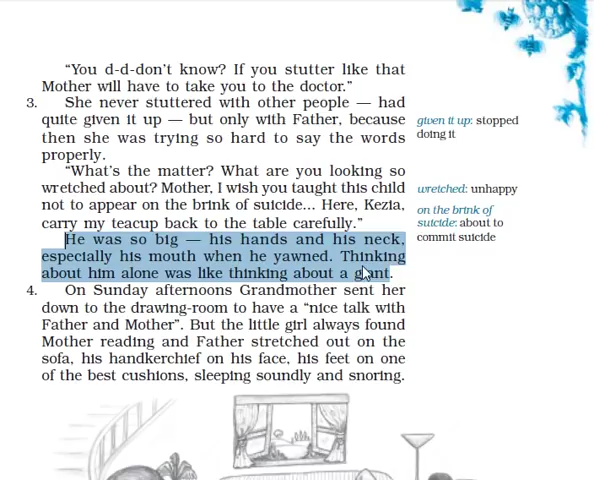 “You d-d-don’t know? If you stutter like that
Mother will have to take you to the doctor.”
3. She never stuttered with other people — had
quite given it up — but only with Father, because
then she was trying so hard to say the words
properly.
“What’s the matter? What are you looking so
wretched about? Mother, I wish you taught this child
not to appear on the brink of suicide... Here, Kezia,
carry my teacup back to the table carefully.”
He was so big — his hands and his neck,
especially his mouth when he yawned. Thinking
about him alone was like thinking about a giant.
4. On Sunday afternoons Grandmother sent her
down to the drawing-room to have a “nice talk with
Father and Mother”. But the little girl always found
Mother reading and Father stretched out on the
sofa, his handkerchief on his face, his feet on one
of the best cushions, sleeping soundly and snoring.
given it up: stopped
doing it
wretched: unhappy
on the brink of
suicide: about to
commit suicide